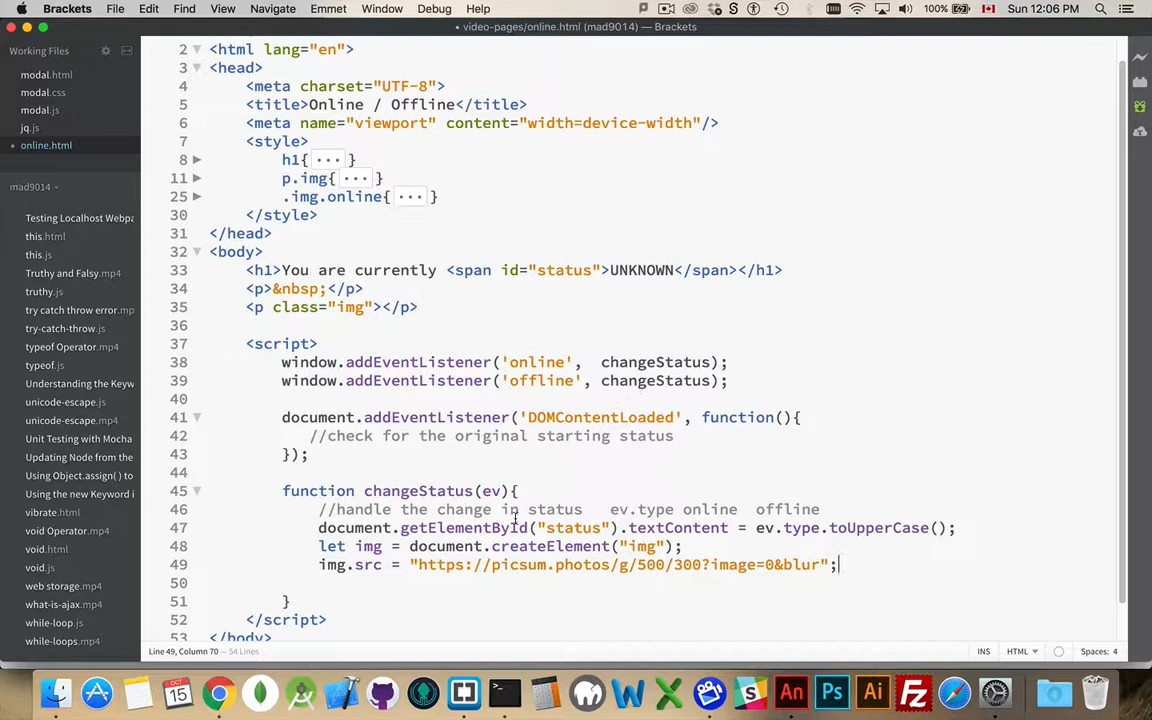 Brackets File Edit Find View Navigate Emmet Window Debug Help 100% Sun 12:06 PM
• video-pages/online.html (mad9014) — Brackets
Working Files
modal.html
modal.css
modal.js
jq.js
• online.html
mad9014
Testing Localhost Webpa
this.html
this.js
Truthy and Falsy.mp4
truthy.js
try catch throw error.mp
try-catch-throw.js
typeof Operator.mp4
typeof.js
Understanding the Keyw
unicode-escape.js
unicode-escape.mp4
Unit Testing with Mocha
Updating Node from the
Using Object.assign( ) to
Using the new Keyword i
vibrate.html
void Operator.mp4
void.html
void.js
what-is-ajax.mp4
while-loop.js
while-loops.mp4
2 <html lang="en">
3 <head>
4 <meta charset="UTF-8">
5 <title>Online / Offline</title>
6 <meta name="viewport" content="width=device-width"/>
7 <style>
8 h1{...}
11 p.img{...}
25 .img.online{...}
30 </style>
31 </head>
32 <body>
33 <h1>You are currently <span id="status">UNKNOWN</span></h1>
34 <p>&nbsp;</p>
35 <p class="img"></p>
36
37 <script>
38 window.addEventListener('online', changeStatus);
39 window.addEventListener('offline', changeStatus);
40
41 document.addEventListener('DOMContentLoaded', function(){
42 //check for the original starting status
43 });
44
45 function changeStatus(ev){
46 //handle the change in status ev.type online offline
47 document.getElementById("status").textContent = ev.type.toUpperCase();
48 let img = document.createElement("img");
49 img.src = "https://picsum.photos/g/500/300?image=0&blur";
50
51 }
52 </script>
53 </body>
Line 49, Column 70 — 54 Lines
INS HTML Spaces: 4
OCT
15
An Ps Ai Fz